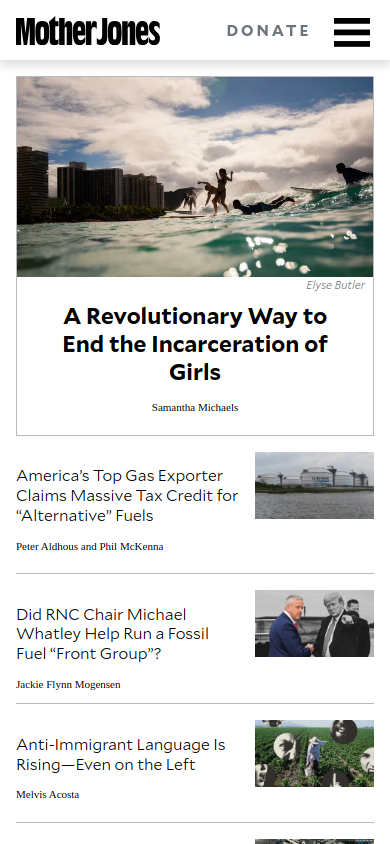 Mother Jones
DONATE
Elyse Butler
A Revolutionary Way to
End the Incarceration of
Girls
Samantha Michaels
America’s Top Gas Exporter
Claims Massive Tax Credit for
“Alternative” Fuels
Peter Aldhous and Phil McKenna
Did RNC Chair Michael
Whatley Help Run a Fossil
Fuel “Front Group”?
Jackie Flynn Mogensen
Anti-Immigrant Language Is
Rising—Even on the Left
Melvis Acosta